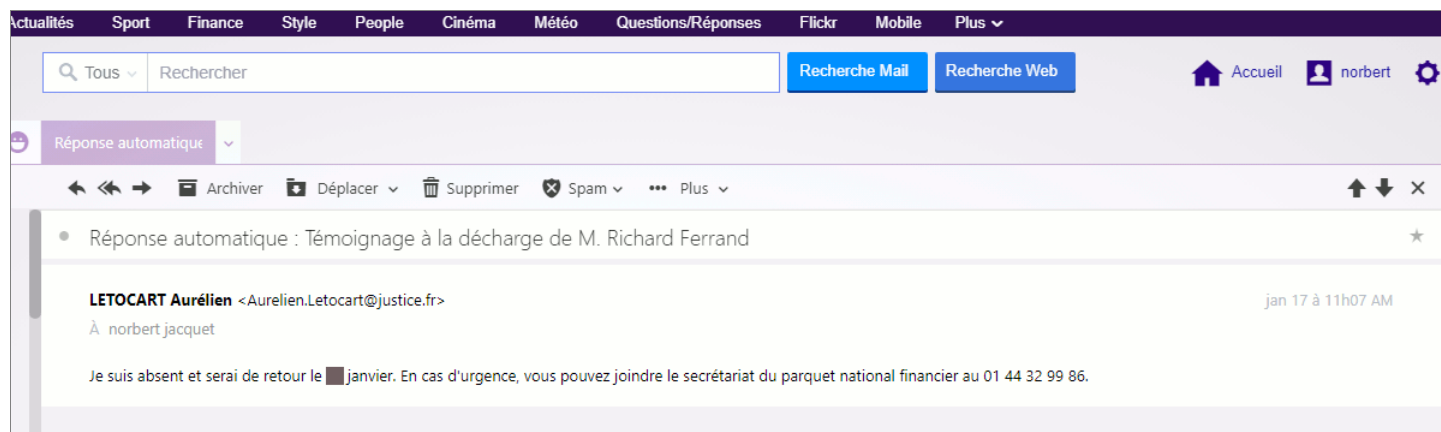 Actualités Sport Finance Style People Cinéma Météo Questions/Réponses Flickr Mobile Plus
Tous Rechercher Recherche Mail Recherche Web Accueil norbert
Réponse automatique
Archiver Déplacer Supprimer Spam Plus
Réponse automatique : Témoignage à la décharge de M. Richard Ferrand
LETOCART Aurélien <Aurelien.Letocart@justice.fr> jan 17 à 11h07 AM
À norbert jacquet
Je suis absent et serai de retour le janvier. En cas d'urgence, vous pouvez joindre le secrétariat du parquet national financier au 01 44 32 99 86.